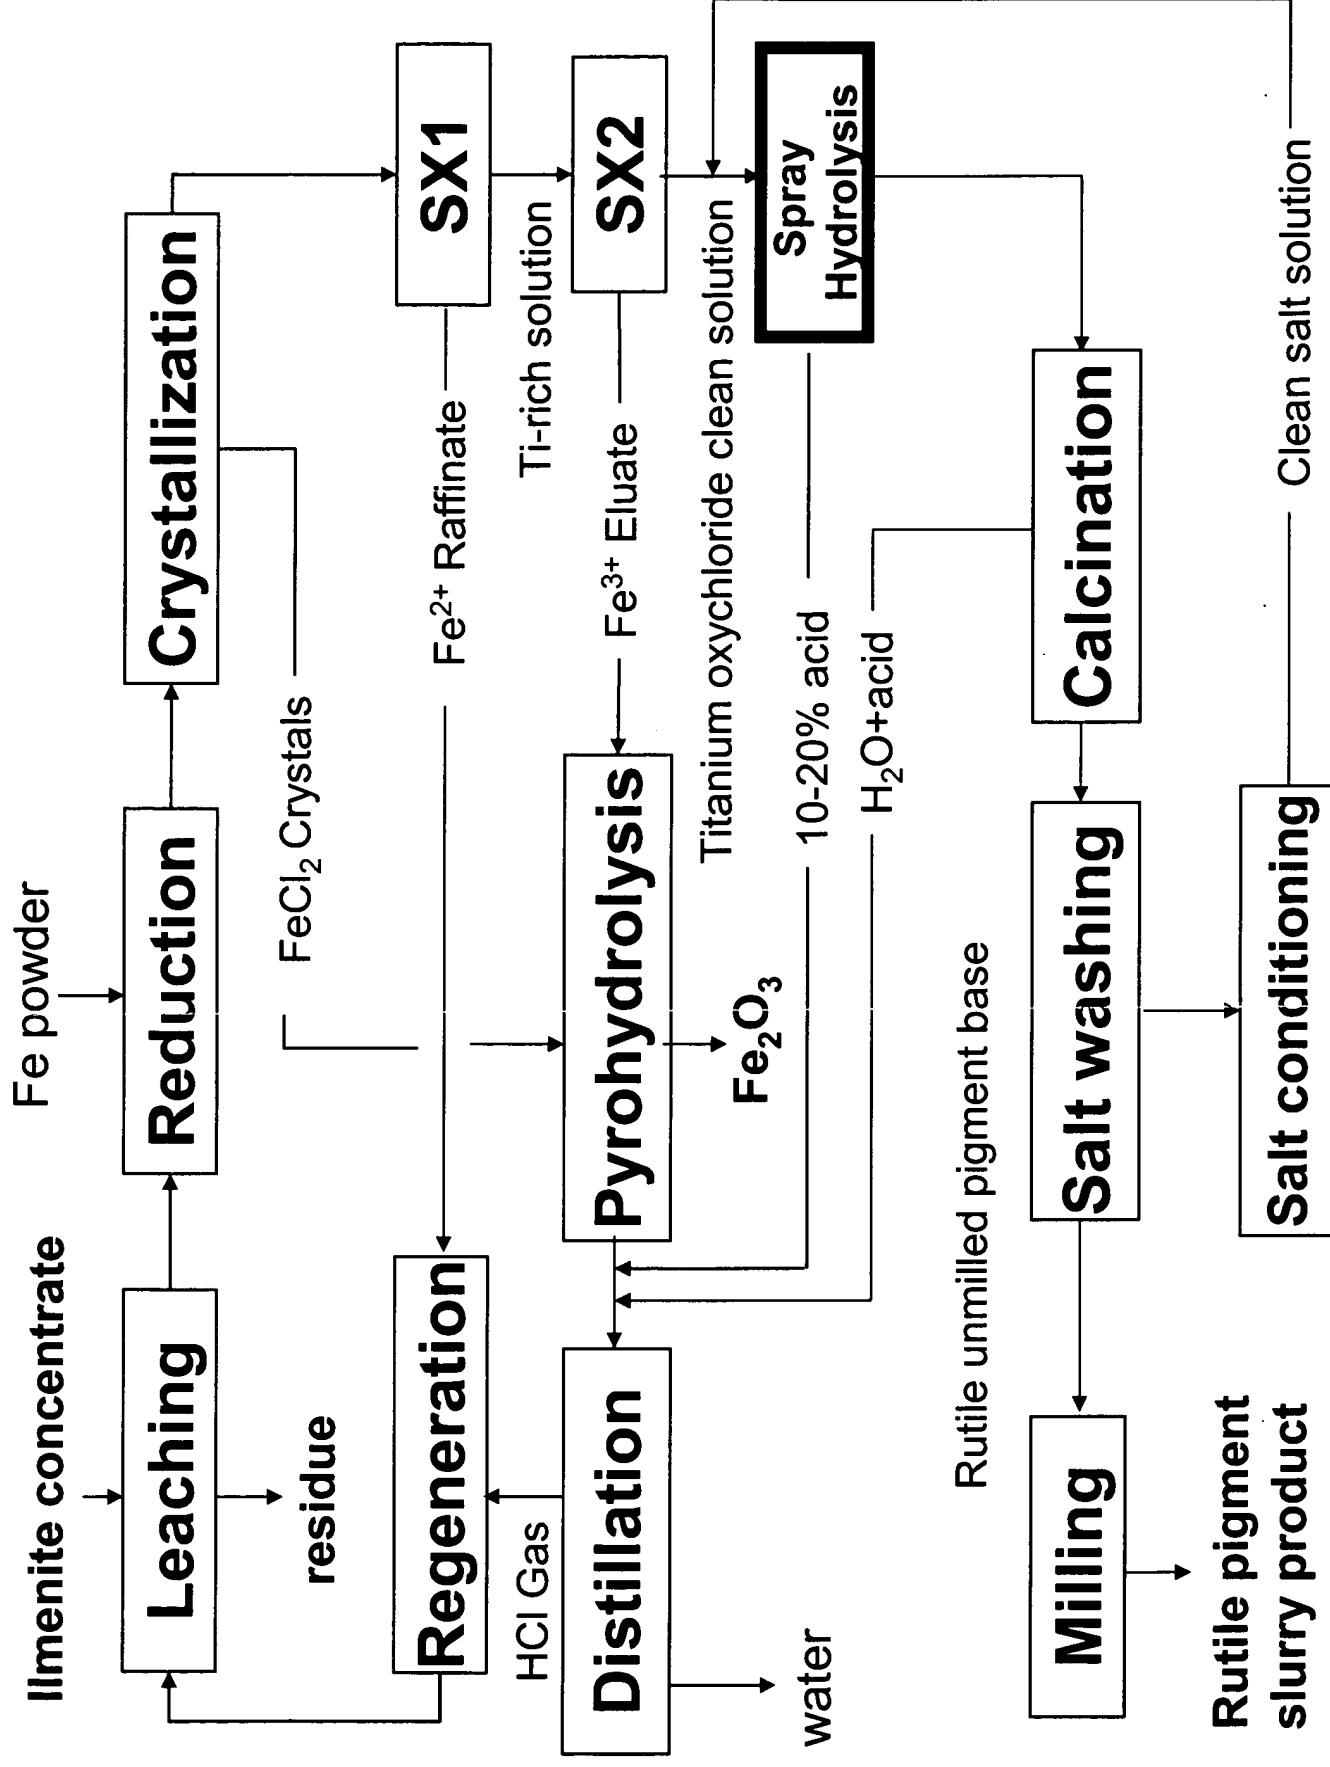 Ilmenite concentrate
Fe powder
Leaching
Reduction
Crystallization
residue
FeCl₂ Crystals
Regeneration
Fe²⁺ Raffinate
SX1
HCl Gas
Ti-rich solution
Distillation
Pyrohydrolysis
Fe³⁺ Eluate
SX2
water
Fe₂O₃
Titanium oxychloride clean solution
10-20% acid
H₂O+acid
Spray
Hydrolysis
Rutile unmilled pigment base
Milling
Salt washing
Calcination
Rutile pigment
slurry product
Salt conditioning
Clean salt solution